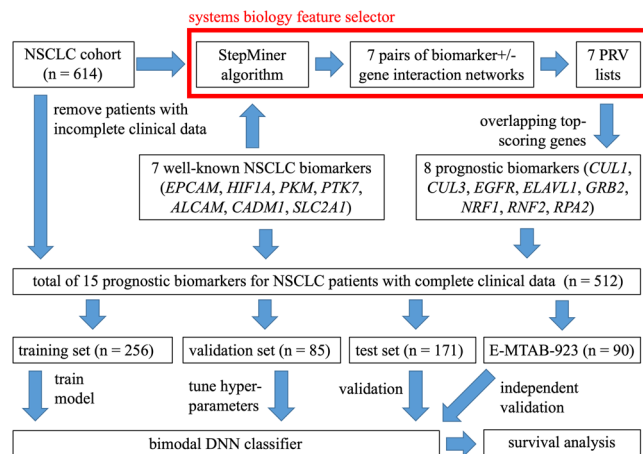 systems biology feature selector
NSCLC cohort
(n = 614)
StepMiner
algorithm
7 pairs of biomarker+/-
gene interaction networks
7 PRV
lists
remove patients with
incomplete clinical data
overlapping top-
scoring genes
7 well-known NSCLC biomarkers
(EPCAM, HIF1A, PKM, PTK7,
ALCAM, CADM1, SLC2A1)
8 prognostic biomarkers (CUL1,
CUL3, EGFR, ELAVL1, GRB2,
NRF1, RNF2, RPA2)
total of 15 prognostic biomarkers for NSCLC patients with complete clinical data (n = 512)
training set (n = 256)
validation set (n = 85)
test set (n = 171)
E-MTAB-923 (n = 90)
train
model
tune hyper-
parameters
validation
independent
validation
bimodal DNN classifier
survival analysis